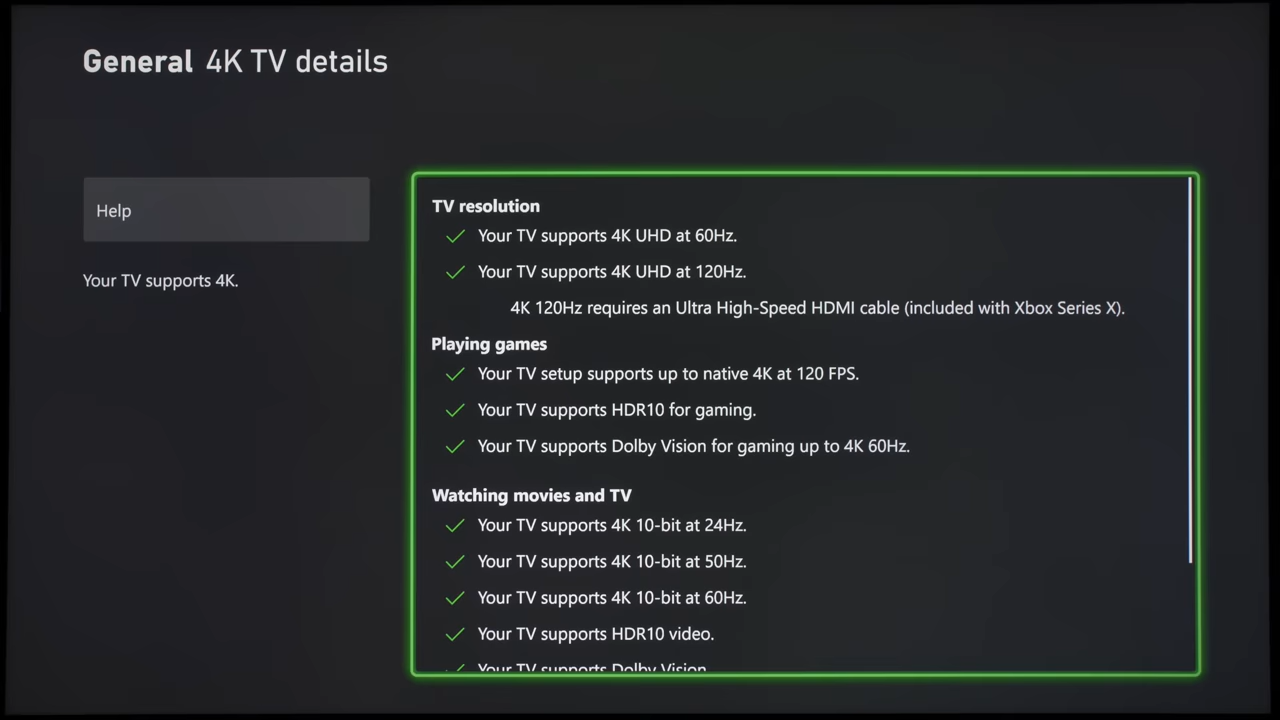 General 4K TV details
Help
Your TV supports 4K.
TV resolution
Your TV supports 4K UHD at 60Hz.
Your TV supports 4K UHD at 120Hz.
4K 120Hz requires an Ultra High-Speed HDMI cable (included with Xbox Series X).
Playing games
Your TV setup supports up to native 4K at 120 FPS.
Your TV supports HDR10 for gaming.
Your TV supports Dolby Vision for gaming up to 4K 60Hz.
Watching movies and TV
Your TV supports 4K 10-bit at 24Hz.
Your TV supports 4K 10-bit at 50Hz.
Your TV supports 4K 10-bit at 60Hz.
Your TV supports HDR10 video.
Your TV supports Dolby Vision.